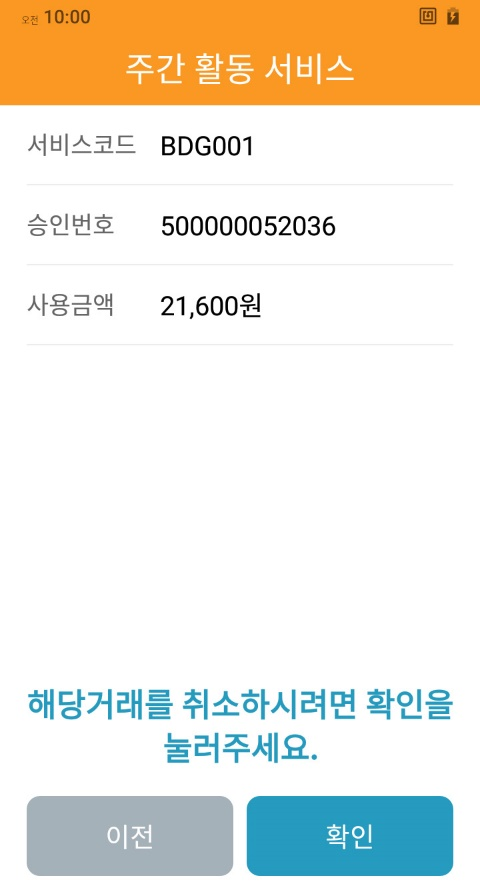 오전 10:00
주간 활동 서비스
서비스코드 BDG001
승인번호 500000052036
사용금액 21,600원
해당거래를 취소하시려면 확인을
눌러주세요.
이전 확인